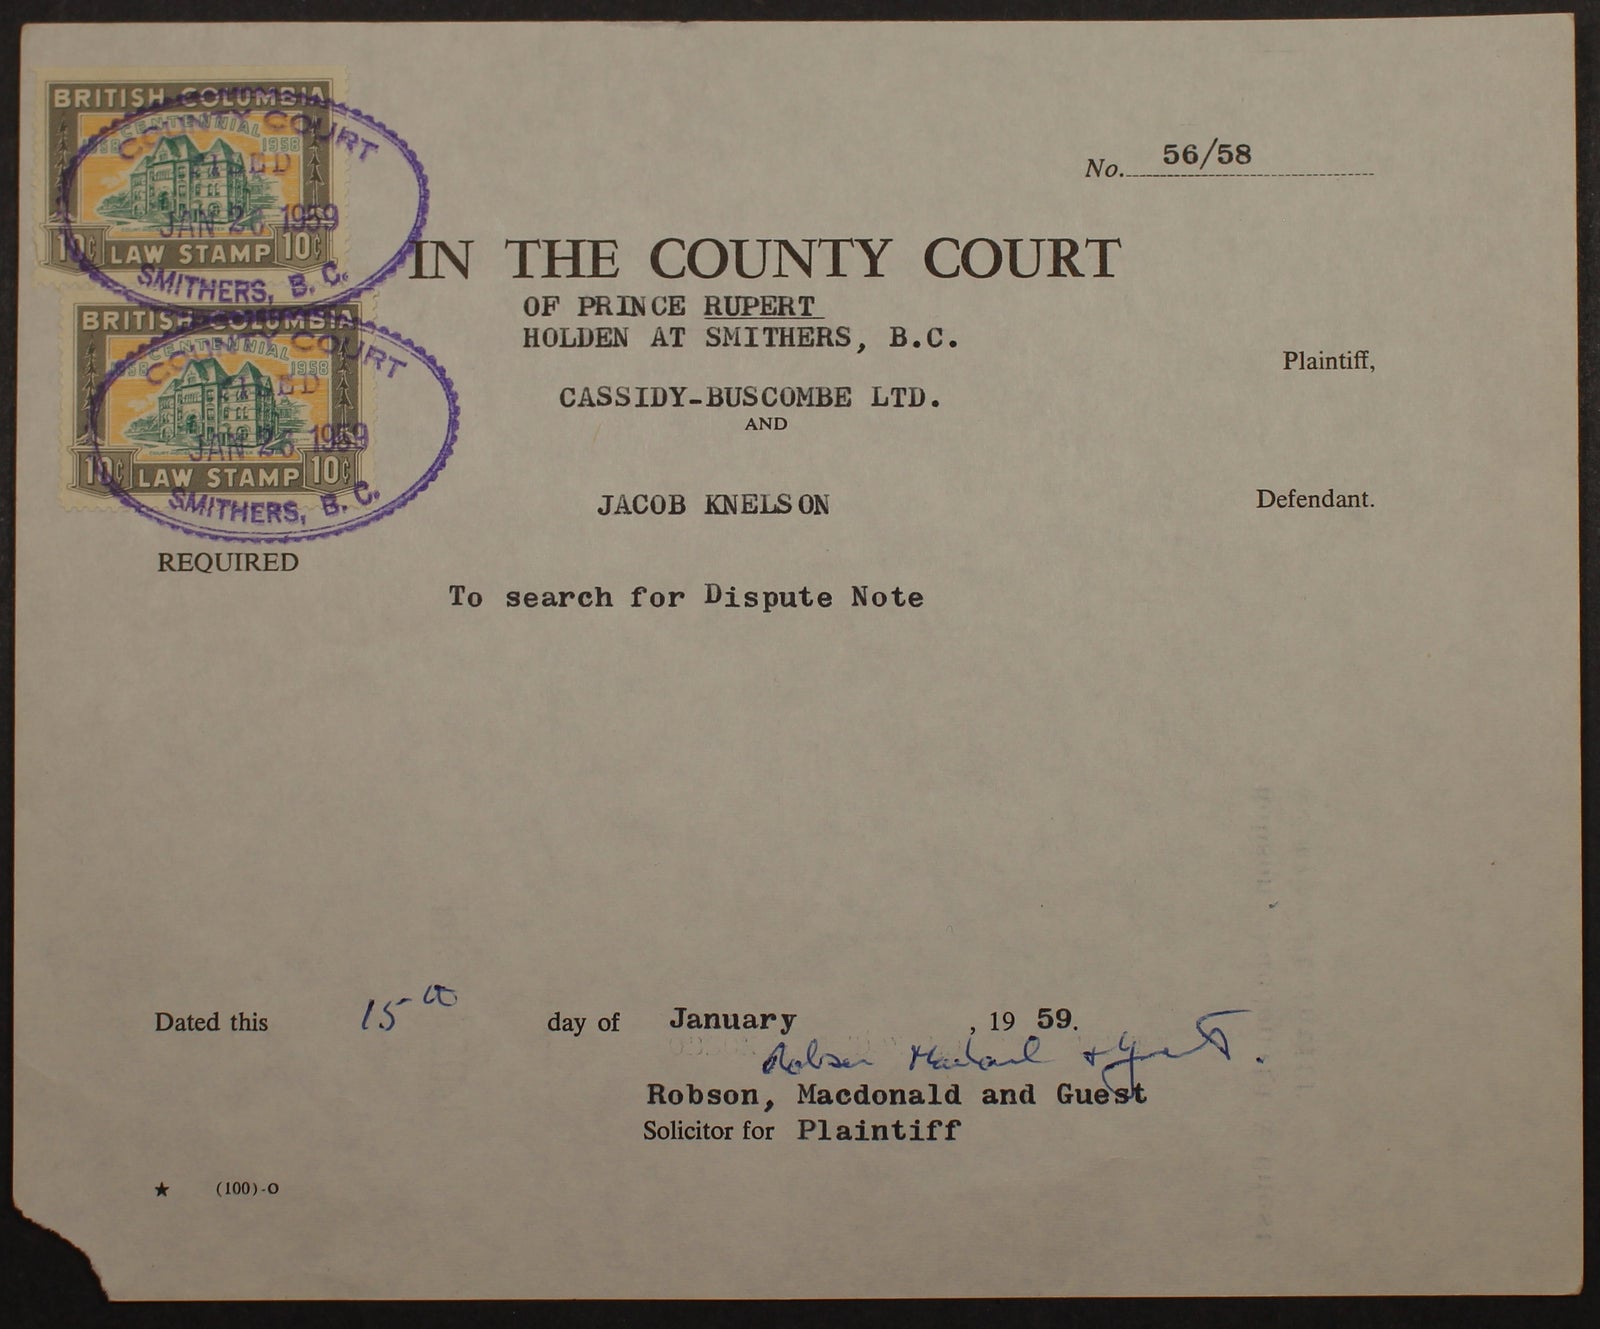 BRITISH COLUMBIA
CENTENNIAL
1858 1958
10¢ LAW STAMP 10¢
COUNTY COURT
FILED
JAN 26 1959
SMITHERS, B. C.
BRITISH COLUMBIA
CENTENNIAL
1858 1958
10¢ LAW STAMP 10¢
COUNTY COURT
FILED
JAN 26 1959
SMITHERS, B. C.
No. 56/58
IN THE COUNTY COURT
OF PRINCE RUPERT
HOLDEN AT SMITHERS, B.C.
Plaintiff,
CASSIDY-BUSCOMBE LTD.
AND
JACOB KNELSON
Defendant.
REQUIRED
To search for Dispute Note
Dated this 15th day of January , 19 59.
Robson Macdonald & Guest.
Robson, Macdonald and Guest
Solicitor for Plaintiff
★ (100)-O